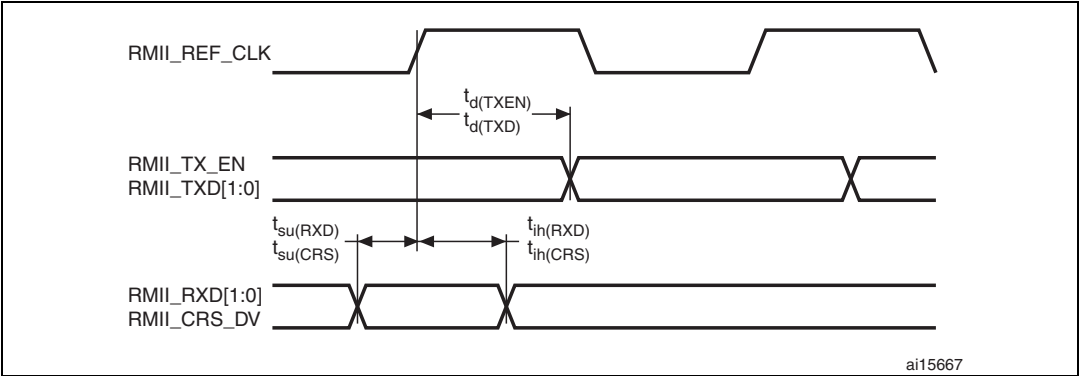 RMII_REF_CLK
td(TXEN)
td(TXD)
RMII_TX_EN
RMII_TXD[1:0]
tsu(RXD)
tsu(CRS)
tih(RXD)
tih(CRS)
RMII_RXD[1:0]
RMII_CRS_DV
ai15667